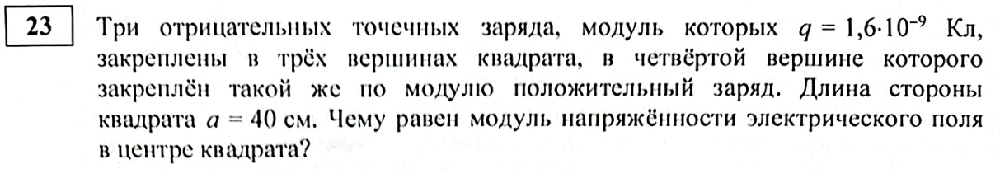 23
Три отрицательных точечных заряда, модуль которых q = 1,6·10⁻⁹ Кл,
закреплены в трёх вершинах квадрата, в четвёртой вершине которого
закреплён такой же по модулю положительный заряд. Длина стороны
квадрата a = 40 см. Чему равен модуль напряжённости электрического поля
в центре квадрата?